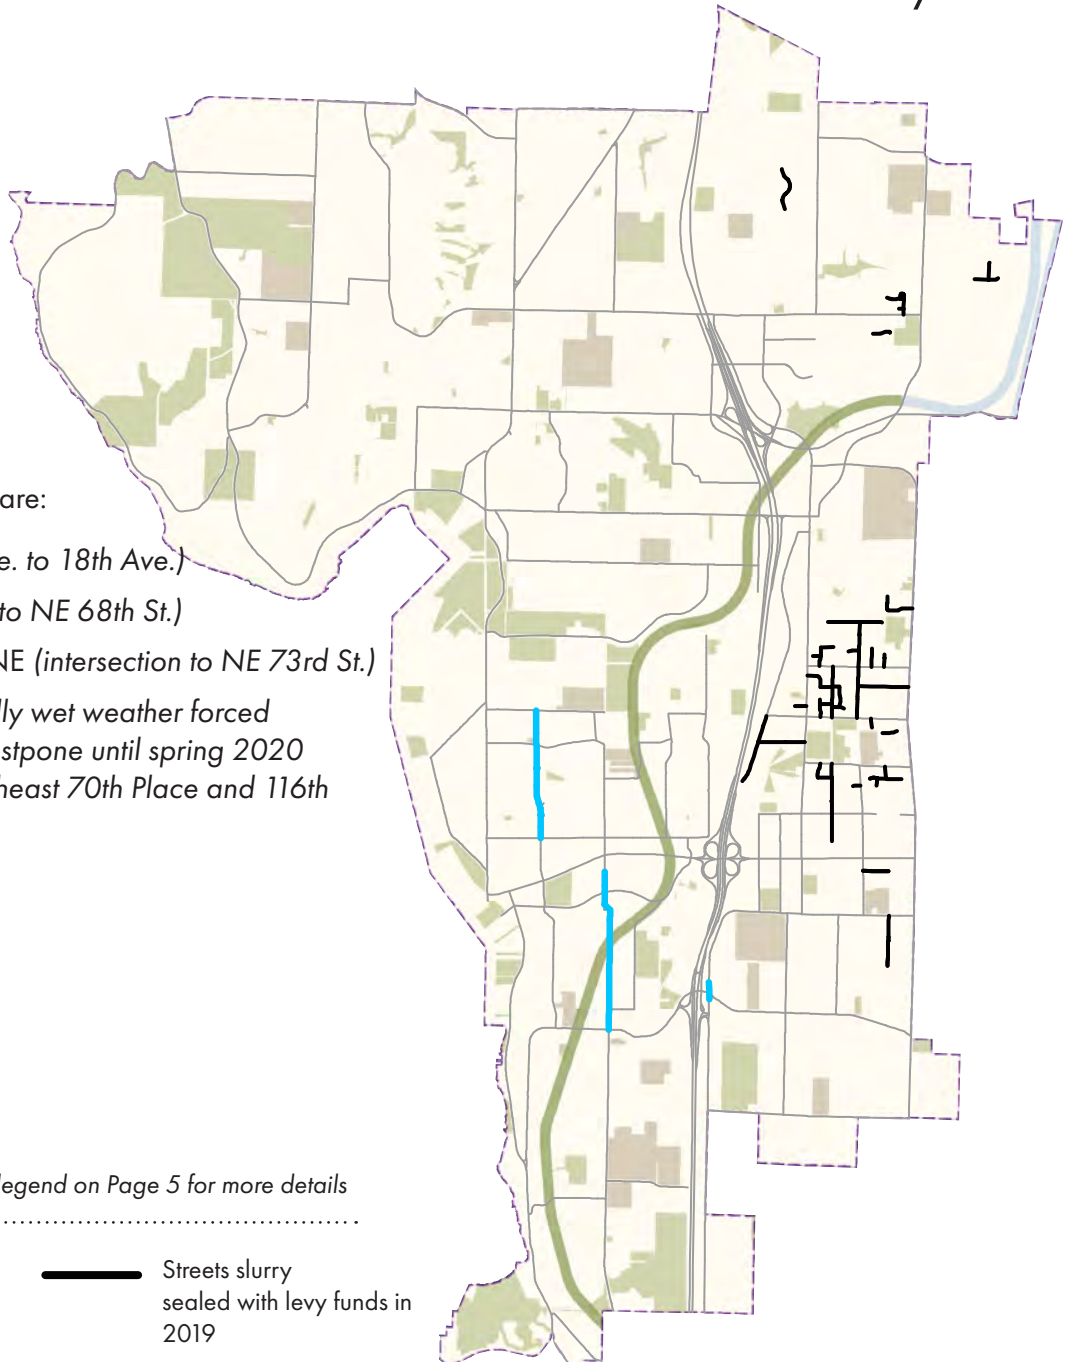 are:
e. to 18th Ave.)
to NE 68th St.)
NE (intersection to NE 73rd St.)
lly wet weather forced
stpone until spring 2020
heast 70th Place and 116th
legend on Page 5 for more details
Streets slurry
sealed with levy funds in
2019